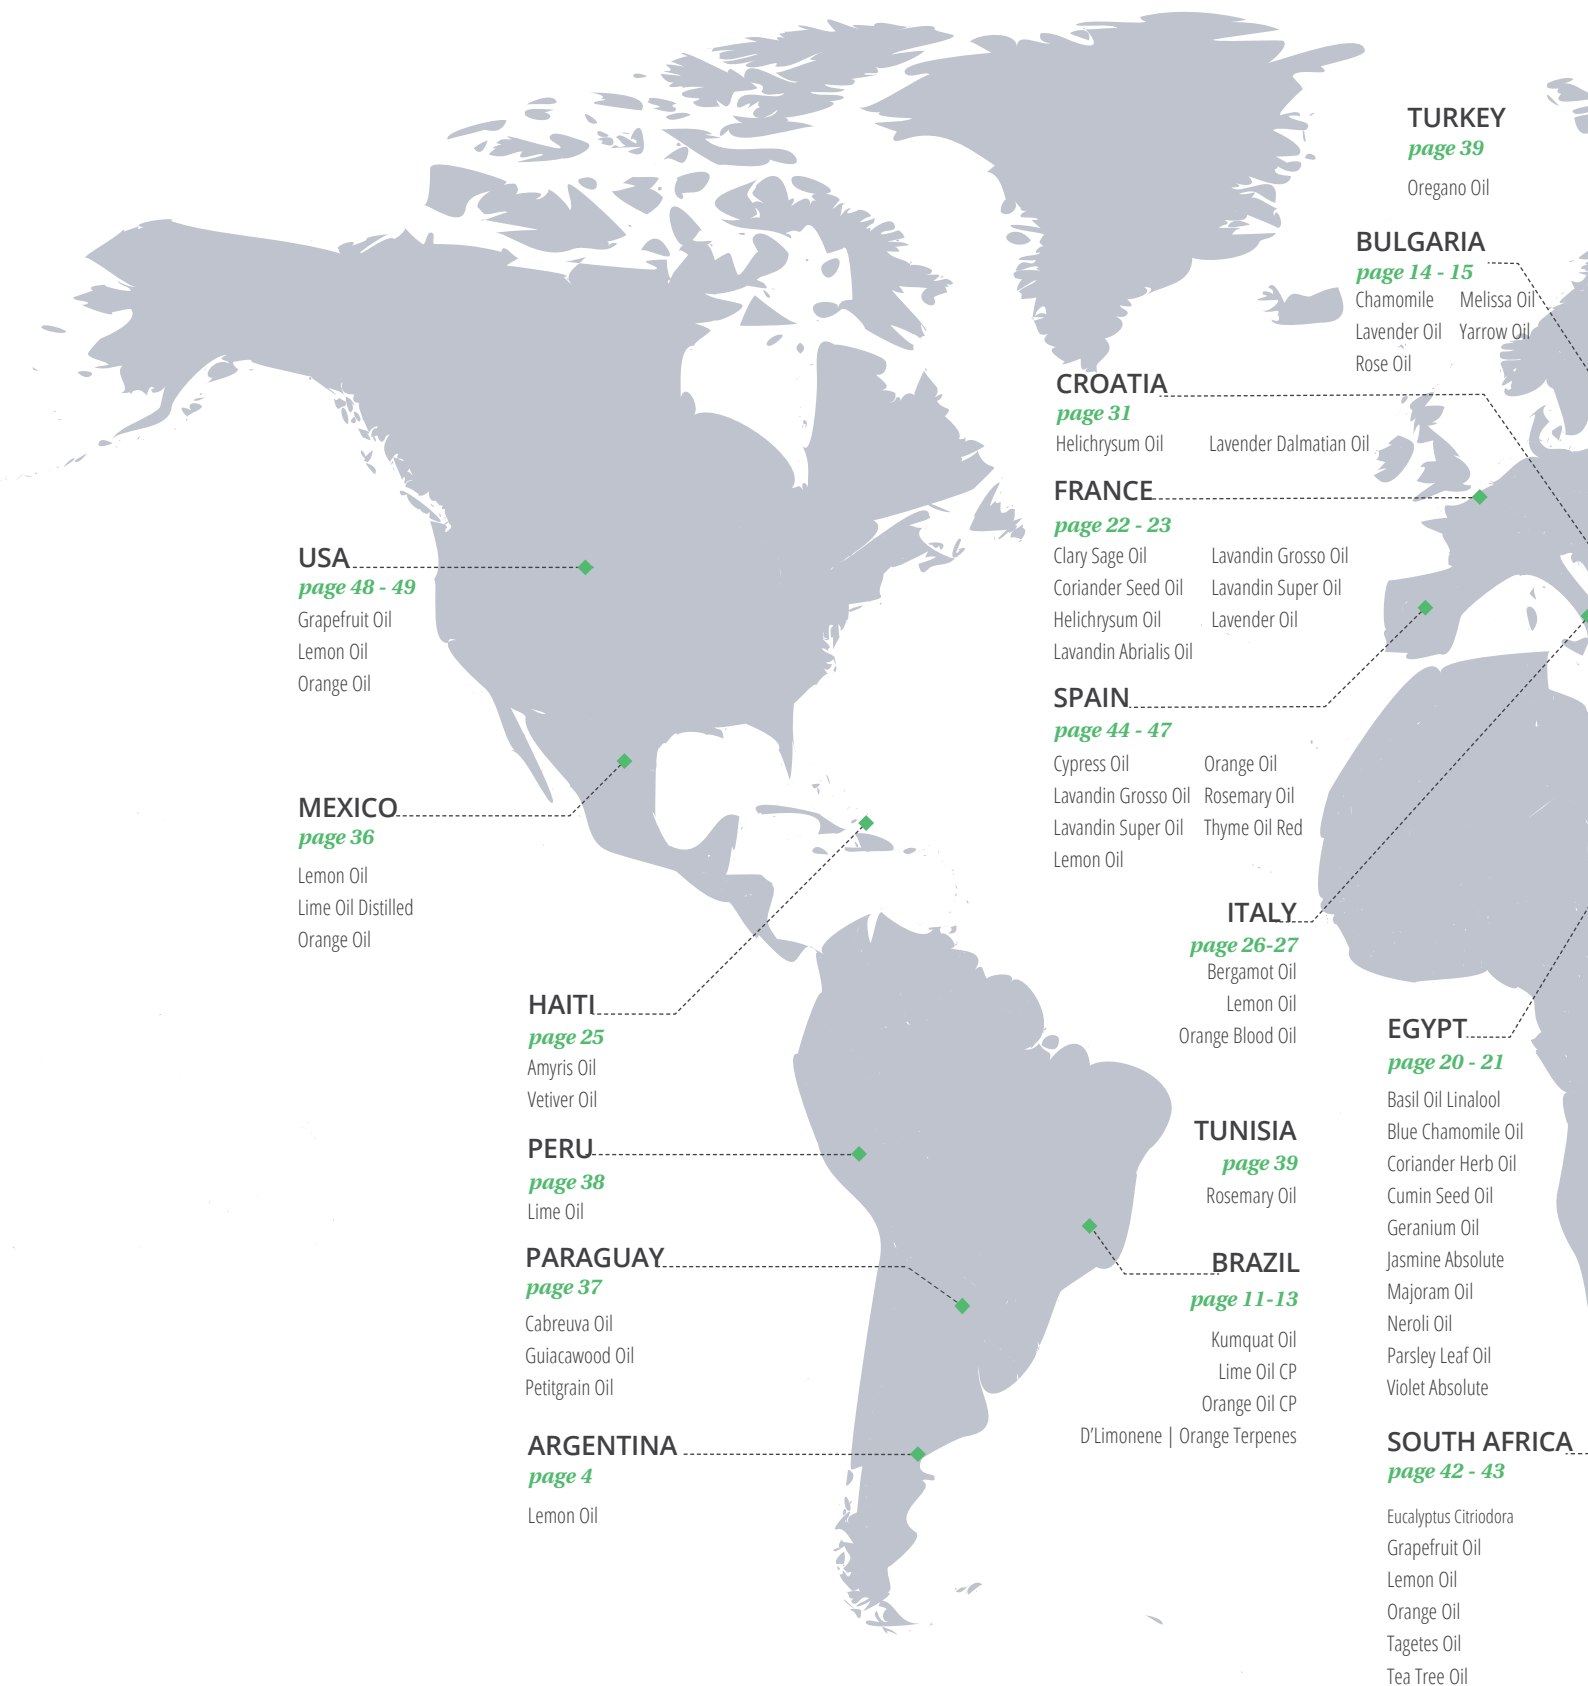 TURKEY
page 39
Oregano Oil
BULGARIA
page 14 - 15
Chamomile Melissa Oil
Lavender Oil Yarrow Oil
Rose Oil
CROATIA
page 31
Helichrysum Oil Lavender Dalmatian Oil
FRANCE
page 22 - 23
Clary Sage Oil Lavandin Grosso Oil
Coriander Seed Oil Lavandin Super Oil
Helichrysum Oil Lavender Oil
Lavandin Abrialis Oil
USA
page 48 - 49
Grapefruit Oil
Lemon Oil
Orange Oil
SPAIN
page 44 - 47
Cypress Oil Orange Oil
Lavandin Grosso Oil Rosemary Oil
Lavandin Super Oil Thyme Oil Red
Lemon Oil
MEXICO
page 36
Lemon Oil
Lime Oil Distilled
Orange Oil
ITALY
page 26-27
Bergamot Oil
Lemon Oil
Orange Blood Oil
HAITI
page 25
Amyris Oil
Vetiver Oil
EGYPT
page 20 - 21
Basil Oil Linalool
Blue Chamomile Oil
Coriander Herb Oil
Cumin Seed Oil
Geranium Oil
Jasmine Absolute
Majoram Oil
Neroli Oil
Parsley Leaf Oil
Violet Absolute
TUNISIA
page 39
Rosemary Oil
PERU
page 38
Lime Oil
PARAGUAY
page 37
Cabreuva Oil
Guiacawood Oil
Petitgrain Oil
BRAZIL
page 11-13
Kumquat Oil
Lime Oil CP
Orange Oil CP
D’Limonene | Orange Terpenes
ARGENTINA
page 4
Lemon Oil
SOUTH AFRICA
page 42 - 43
Eucalyptus Citriodora
Grapefruit Oil
Lemon Oil
Orange Oil
Tagetes Oil
Tea Tree Oil